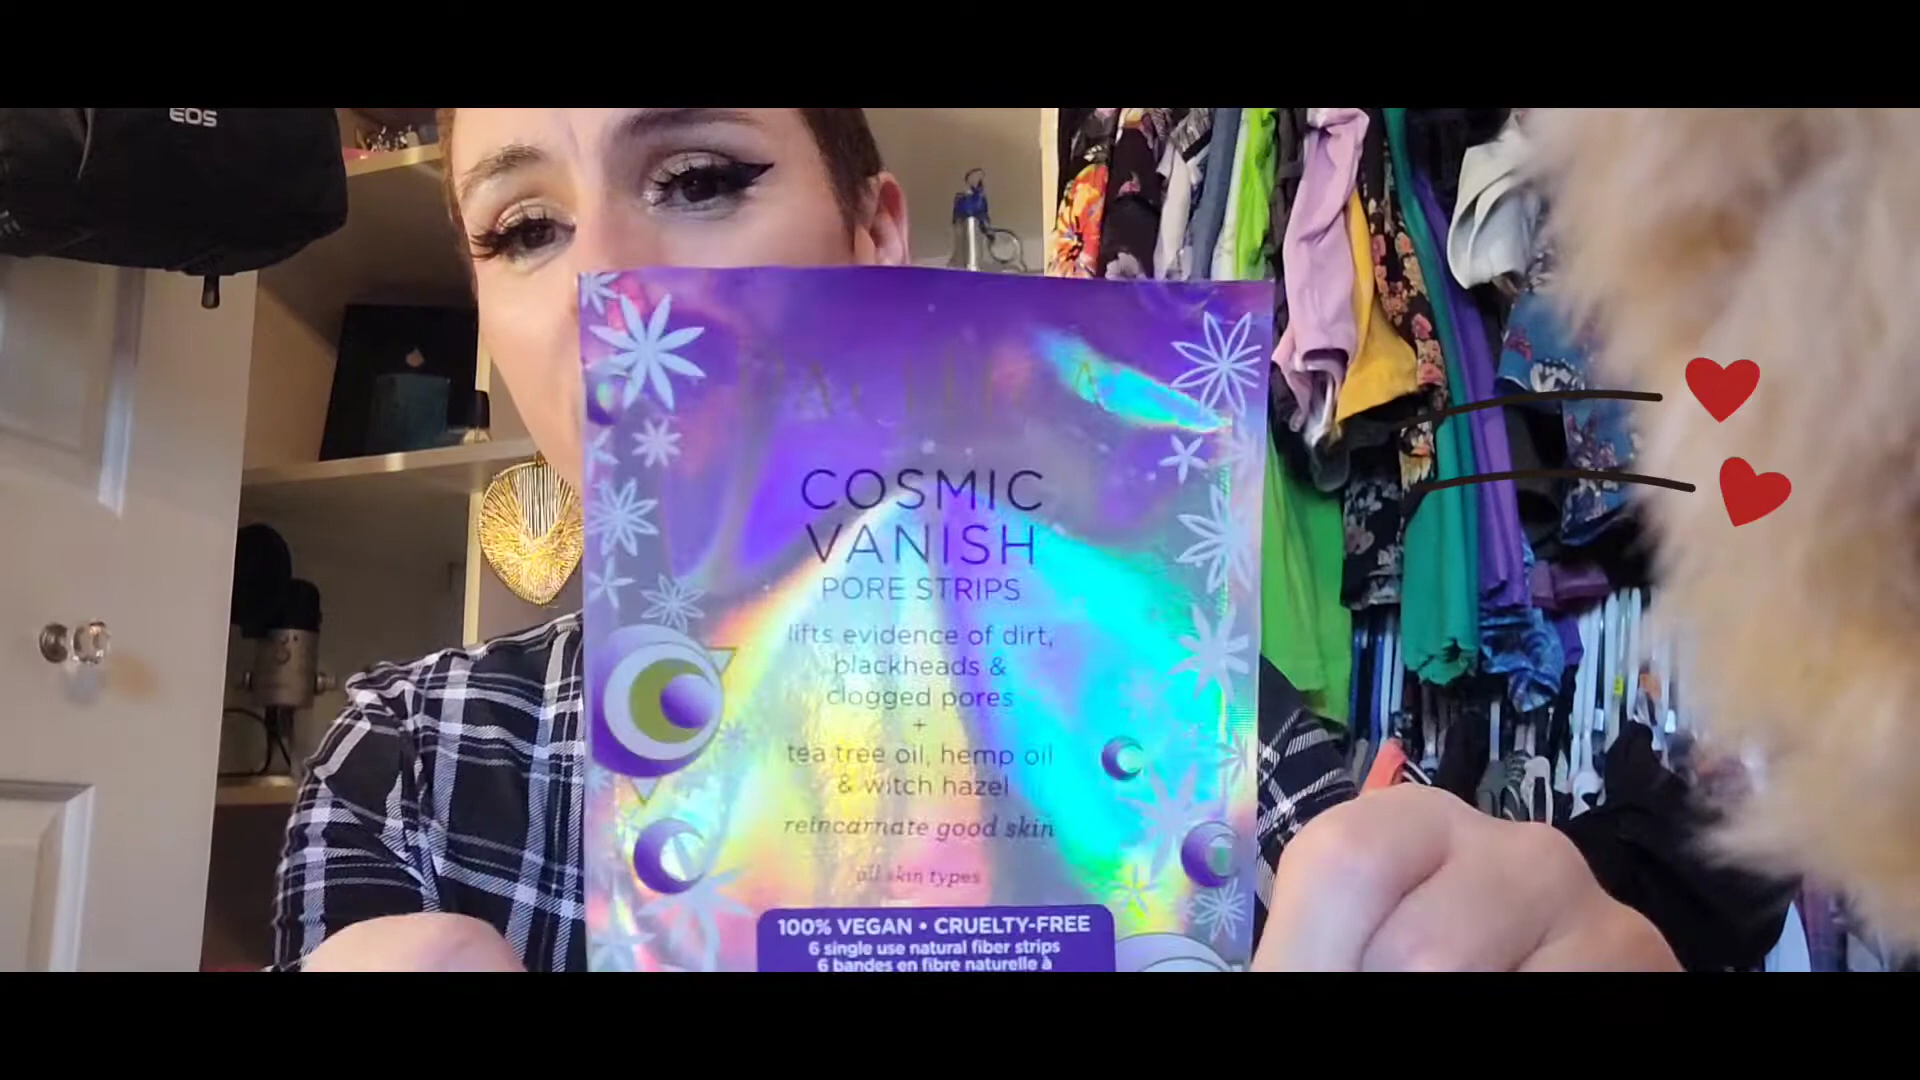 EOS
COSMIC
VANISH
PORE STRIPS
lifts evidence of dirt,
blackheads &
clogged pores
+
tea tree oil, hemp oil
& witch hazel
reincarnate good skin
all skin types
100% VEGAN • CRUELTY-FREE
6 single use natural fiber strips
6 bandes en fibre naturelle à